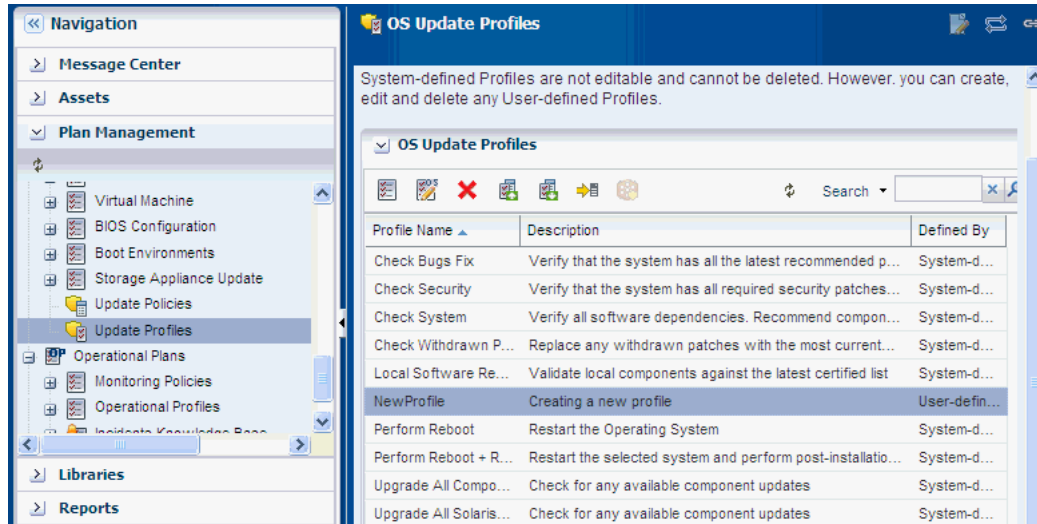 Navigation
Message Center
Assets
Plan Management
Virtual Machine
BIOS Configuration
Boot Environments
Storage Appliance Update
Update Policies
Update Profiles
Operational Plans
Monitoring Policies
Operational Profiles
Incidents Knowledge Base
Libraries
Reports
OS Update Profiles
System-defined Profiles are not editable and cannot be deleted. However. you can create,
edit and delete any User-defined Profiles.
OS Update Profiles
Search
Profile Name Description Defined By
Check Bugs Fix Verify that the system has all the latest recommended p... System-d...
Check Security Verify that the system has all required security patches... System-d...
Check System Verify all software dependencies. Recommend compon... System-d...
Check Withdrawn P... Replace any withdrawn patches with the most current... System-d...
Local Software Re... Validate local components against the latest certified list System-d...
NewProfile Creating a new profile User-defin...
Perform Reboot Restart the Operating System System-d...
Perform Reboot + R... Restart the selected system and perform post-installatio... System-d...
Upgrade All Compo... Check for any available component updates System-d...
Upgrade All Solaris... Check for any available component updates System-d...